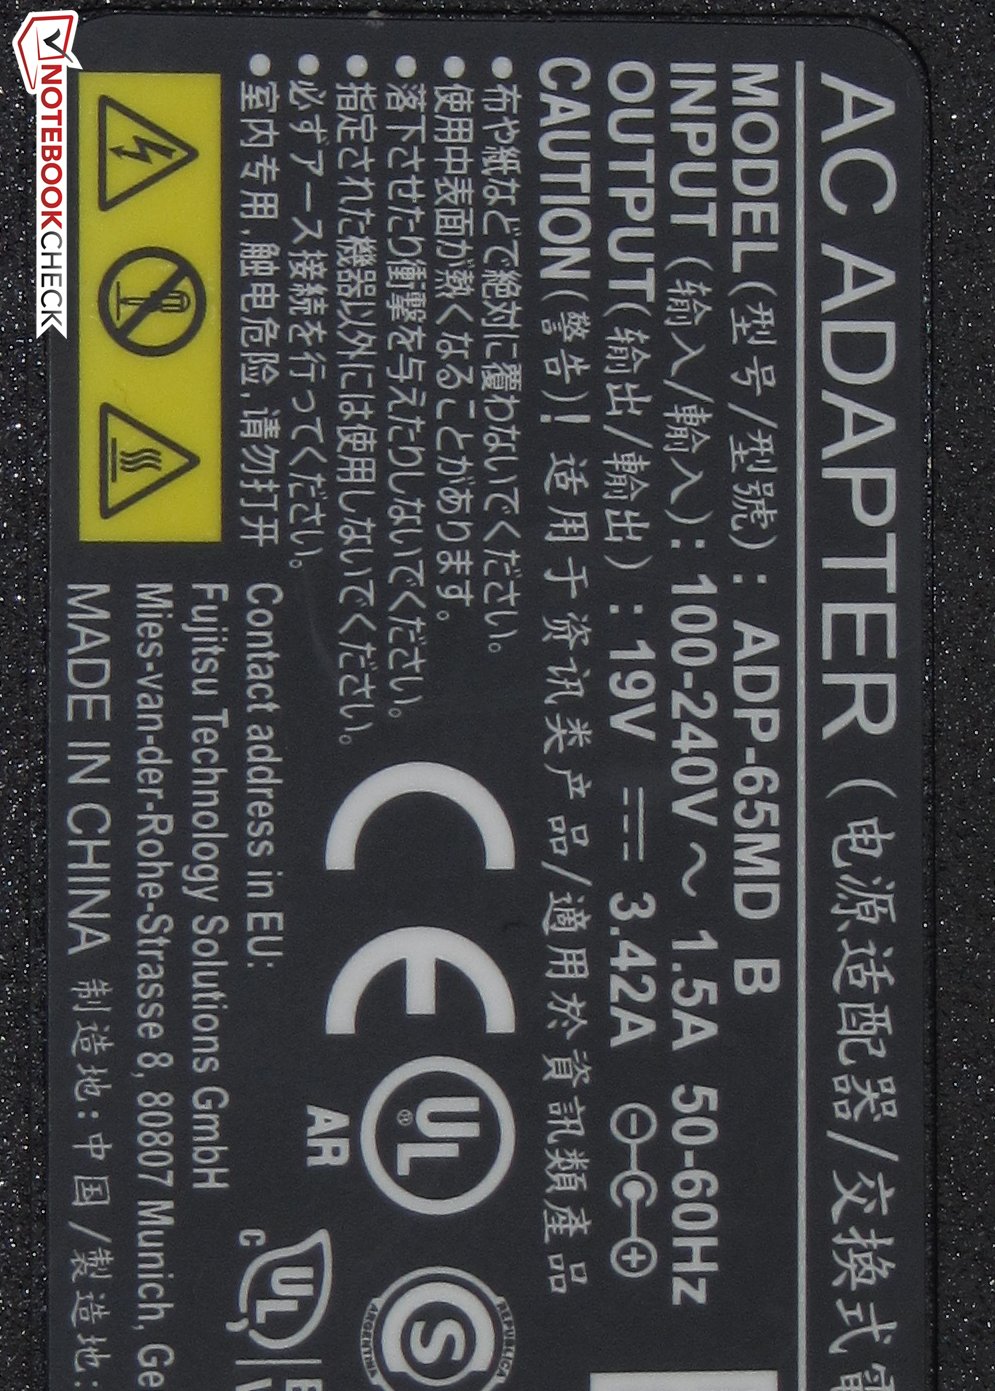 AC ADAPTER (电源适配器/交換式
MODEL(型号/型號): ADP-65MD B
INPUT (输入/輸入): 100-240V～ 1.5A 50-60Hz
OUTPUT(输出/輸出) : 19V ⎓ 3.42A
CAUTION(警告)! 适用于资讯类产品/適用於資訊類產品
●布や紙などで絶対に覆わないでください。
●使用中表面が熱くなることがあります。
●落下させたり衝撃を与えたりしないでください。
●指定された機器以外には使用しないでください。
●必ずアース接続を行ってください。
●室内专用,触电危险,请勿打开
Contact address in EU:
Fujitsu Technology Solutions GmbH
Mies-van-der-Rohe-Strasse 8, 80807 Munich, Ge
MADE IN CHINA 制造地:中国/製造地:
CE
UL
®
AR
c
UL
S
REPUBLICA
ARGENTINA
NOTEBOOKCHECK